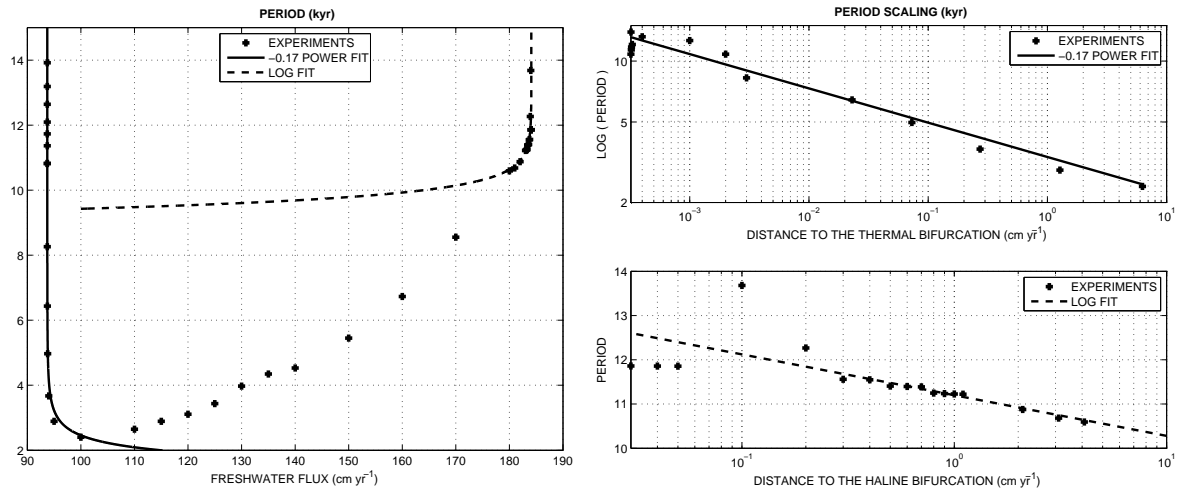 PERIOD (kyr)
EXPERIMENTS
−0.17 POWER FIT
LOG FIT
14
12
10
8
6
4
2
90 100 110 120 130 140 150 160 170 180 190
FRESHWATER FLUX (cm yr⁻¹)
PERIOD SCALING (kyr)
EXPERIMENTS
−0.17 POWER FIT
LOG ( PERIOD )
10
5
2
10⁻³ 10⁻² 10⁻¹ 10⁰ 10¹
DISTANCE TO THE THERMAL BIFURCATION (cm yr⁻¹)
EXPERIMENTS
LOG FIT
PERIOD
14
13
12
11
10
10⁻¹ 10⁰ 10¹
DISTANCE TO THE HALINE BIFURCATION (cm yr⁻¹)